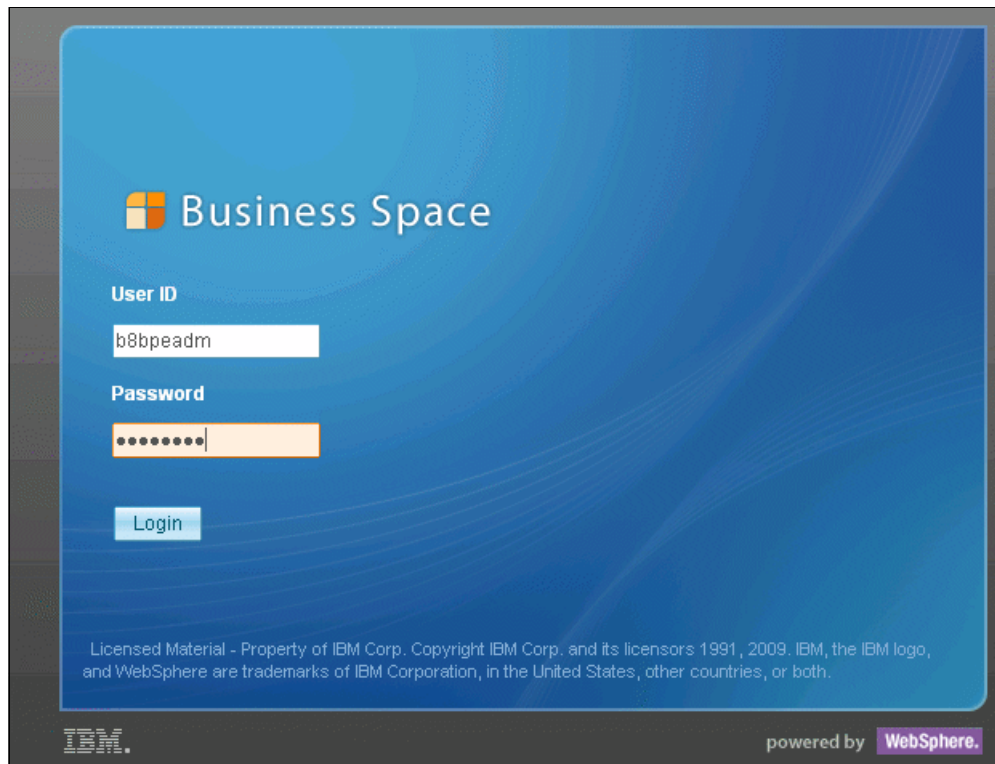 Business Space
User ID
b8bpeadm
Password
••••••••
Login
Licensed Material - Property of IBM Corp. Copyright IBM Corp. and its licensors 1991, 2009. IBM, the IBM logo,
and WebSphere are trademarks of IBM Corporation, in the United States, other countries, or both.
IBM.
powered by WebSphere.